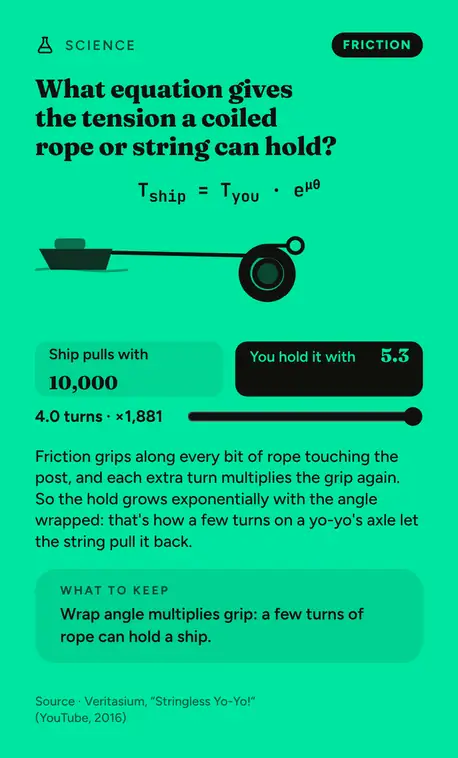 SCIENCE
FRICTION
What equation gives
the tension a coiled
rope or string can hold?
Tship = Tyou · e^μθ
Ship pulls with
10,000
You hold it with 5.3
4.0 turns · ×1,881
Friction grips along every bit of rope touching the
post, and each extra turn multiplies the grip again.
So the hold grows exponentially with the angle
wrapped: that's how a few turns on a yo-yo's axle let
the string pull it back.
WHAT TO KEEP
Wrap angle multiplies grip: a few turns of
rope can hold a ship.
Source · Veritasium, "Stringless Yo-Yo!"
(YouTube, 2016)